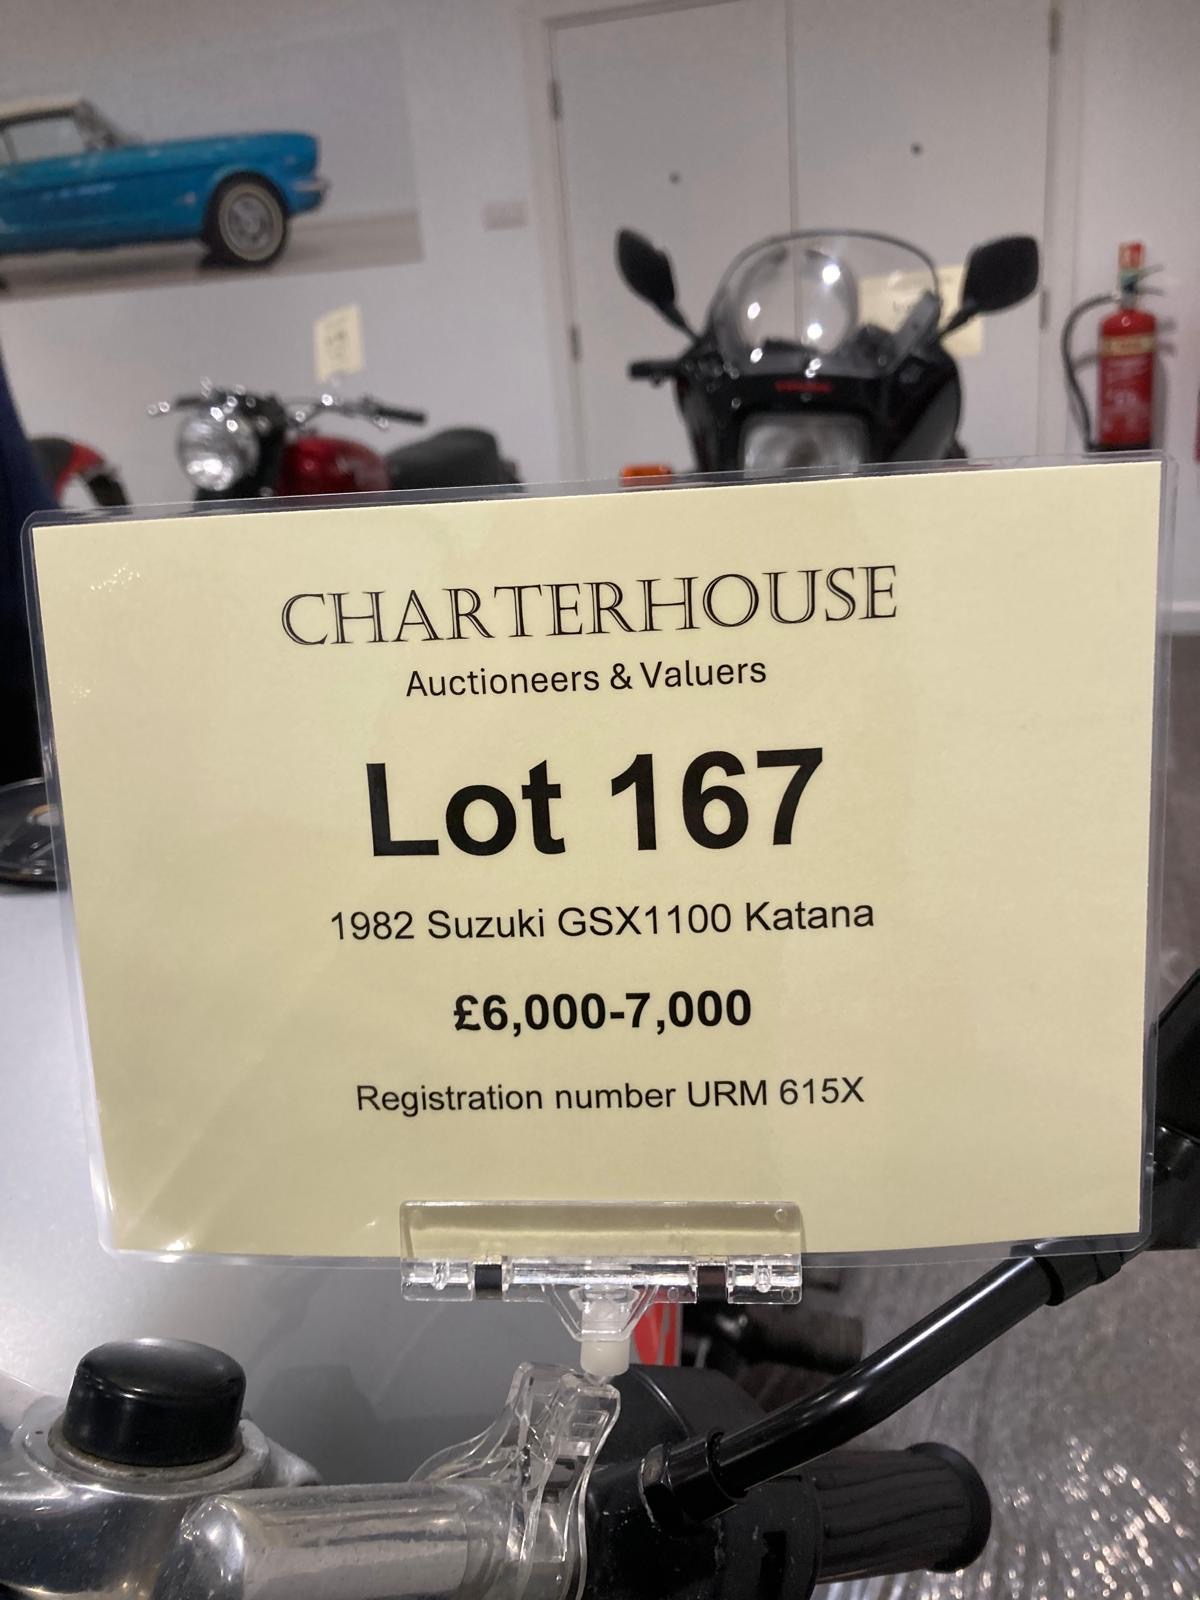 CHARTERHOUSE
Auctioneers & Valuers
Lot 167
1982 Suzuki GSX1100 Katana
£6,000-7,000
Registration number URM 615X